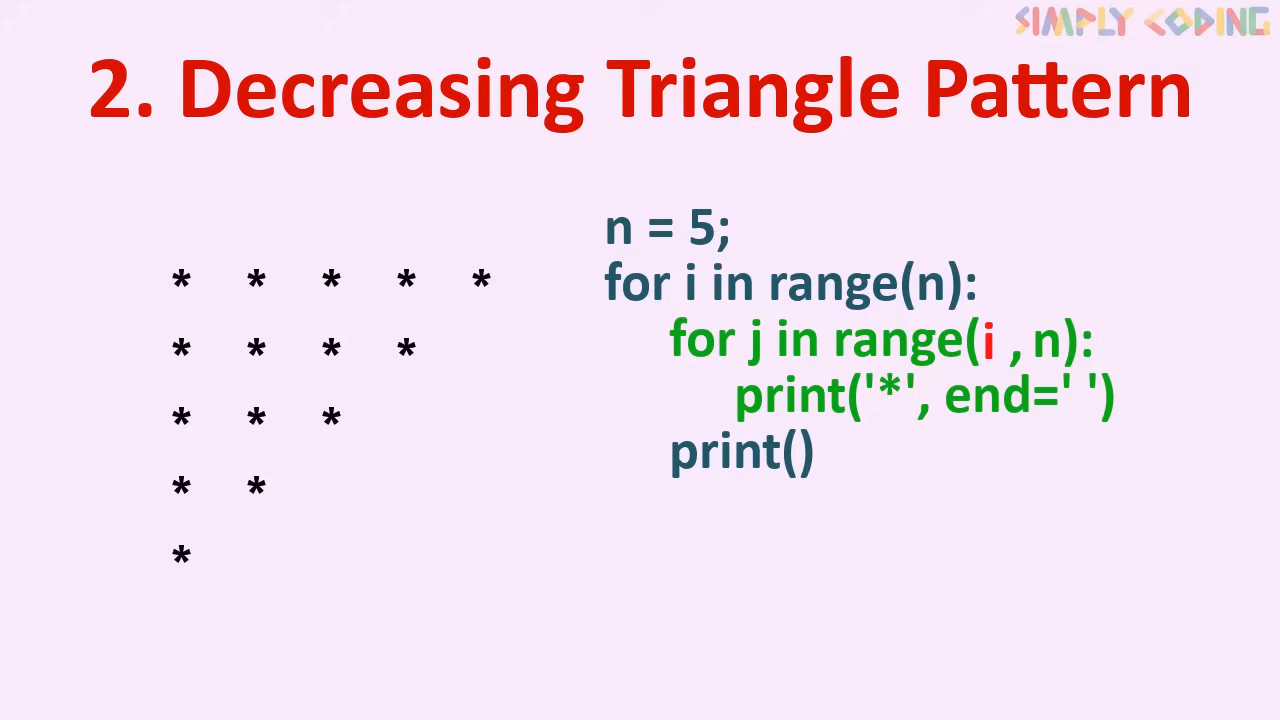 SIMPLY CODING
2. Decreasing Triangle Pattern
* * * * *
* * * *
* * *
* *
*
n = 5;
for i in range(n):
for j in range(i , n):
print('*', end=' ')
print()